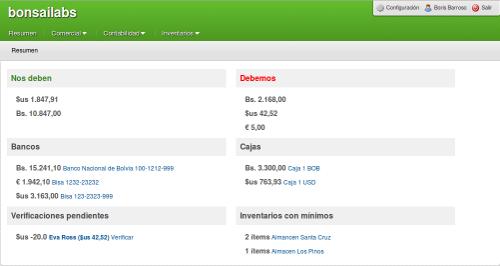 bonsailabs
Configuración Boris Barroso Salir
Resumen Comercial Contabilidad Inventarios
Resumen
Nos deben
$us 1.847,91
Bs. 10.847,00
Debemos
Bs. 2.168,00
$us 42,52
€ 5,00
Bancos
Bs. 15.241,10 Banco Nacional de Bolivia 100-1212-999
€ 1.942,10 Bisa 1232-23232
$us 3.163,00 Bisa 123-2323-999
Cajas
Bs. 3.300,00 Caja 1 BOB
$us 763,93 Caja 1 USD
Verificaciones pendientes
$us -20.0 Eva Ross ($us 42,52) Verificar
Inventarios con mínimos
2 ítems Almancen Santa Cruz
1 ítems Almacen Los Pinos